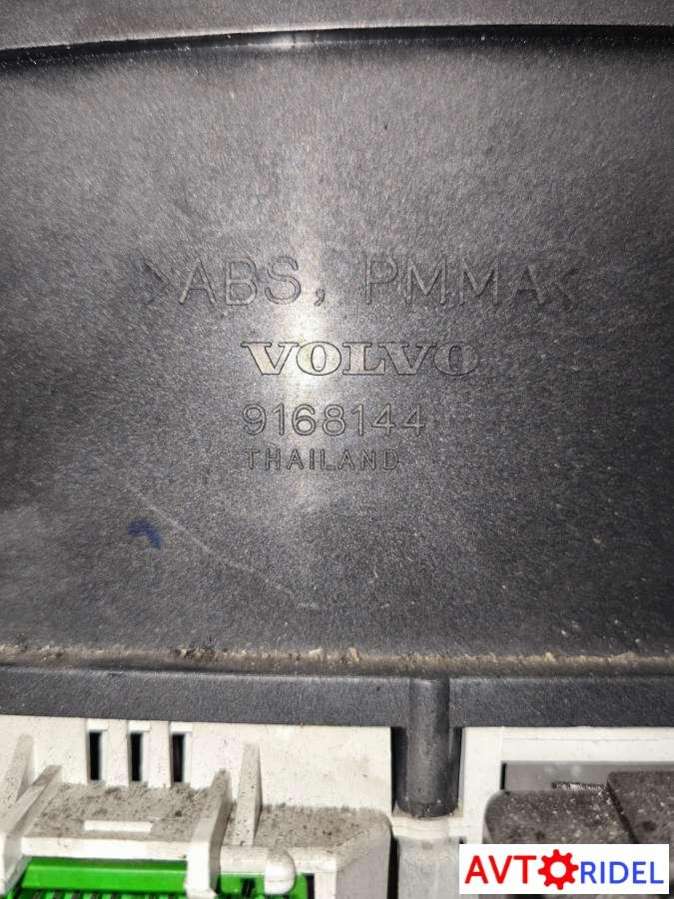 >ABS, PMMA<
VOLVO
9168144
THAILAND
AVTORIDEL